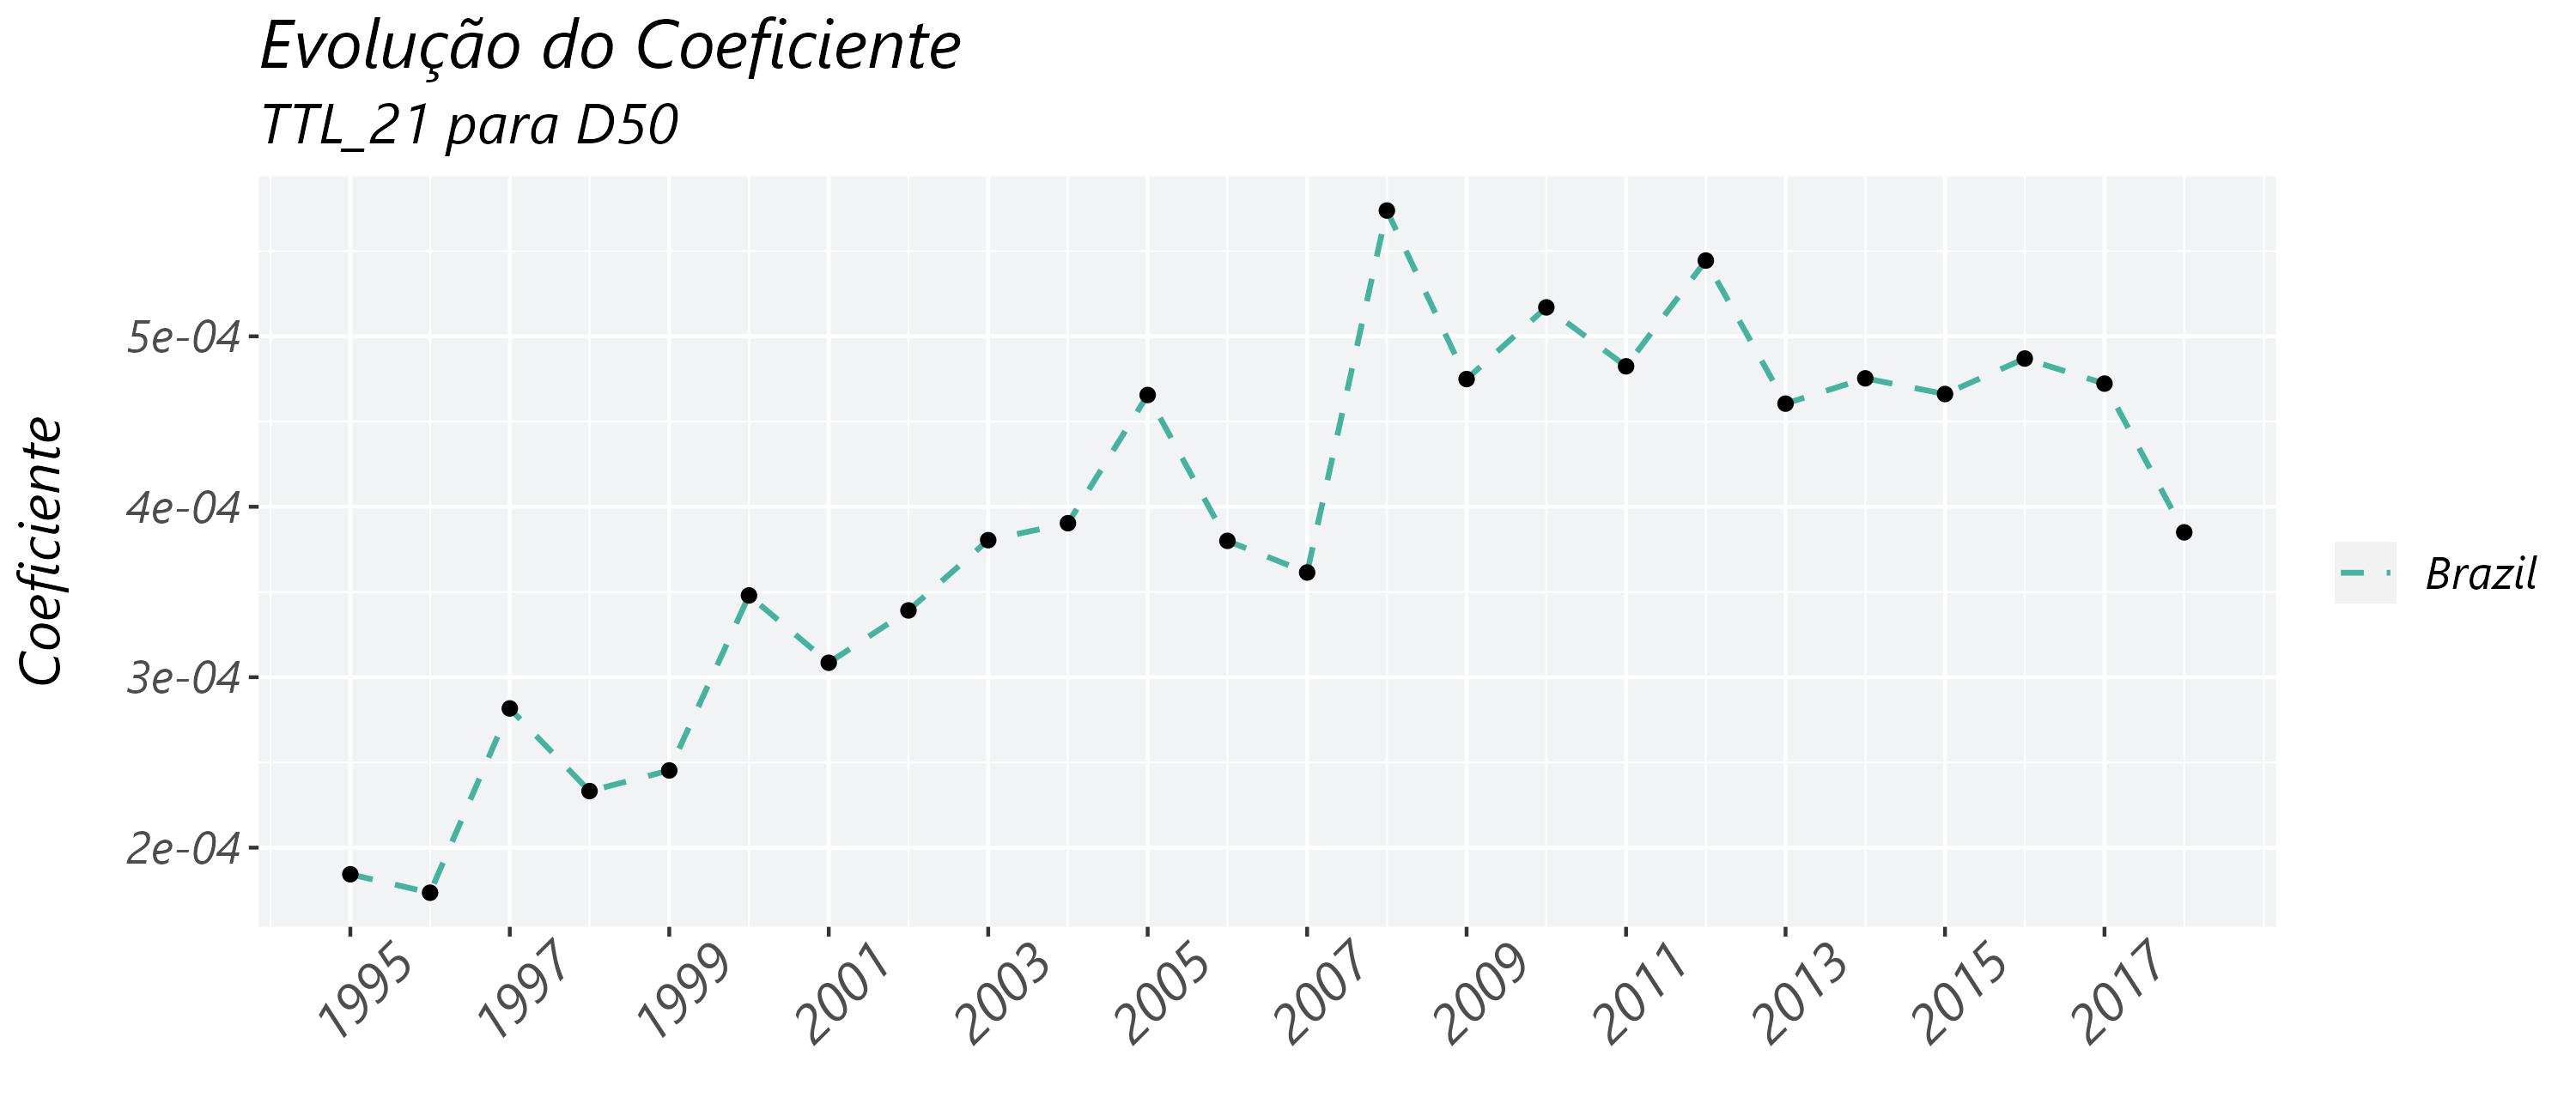 Evolução do Coeficiente
TTL_21 para D50
Coeficiente
5e-04
4e-04
3e-04
2e-04
1995
1997
1999
2001
2003
2005
2007
2009
2011
2013
2015
2017
Brazil